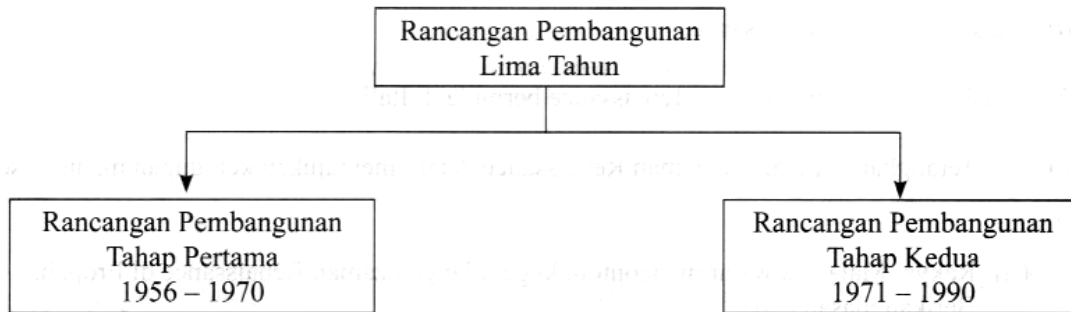 Rancangan Pembangunan
Lima Tahun
Rancangan Pembangunan
Tahap Pertama
1956 – 1970
Rancangan Pembangunan
Tahap Kedua
1971 – 1990